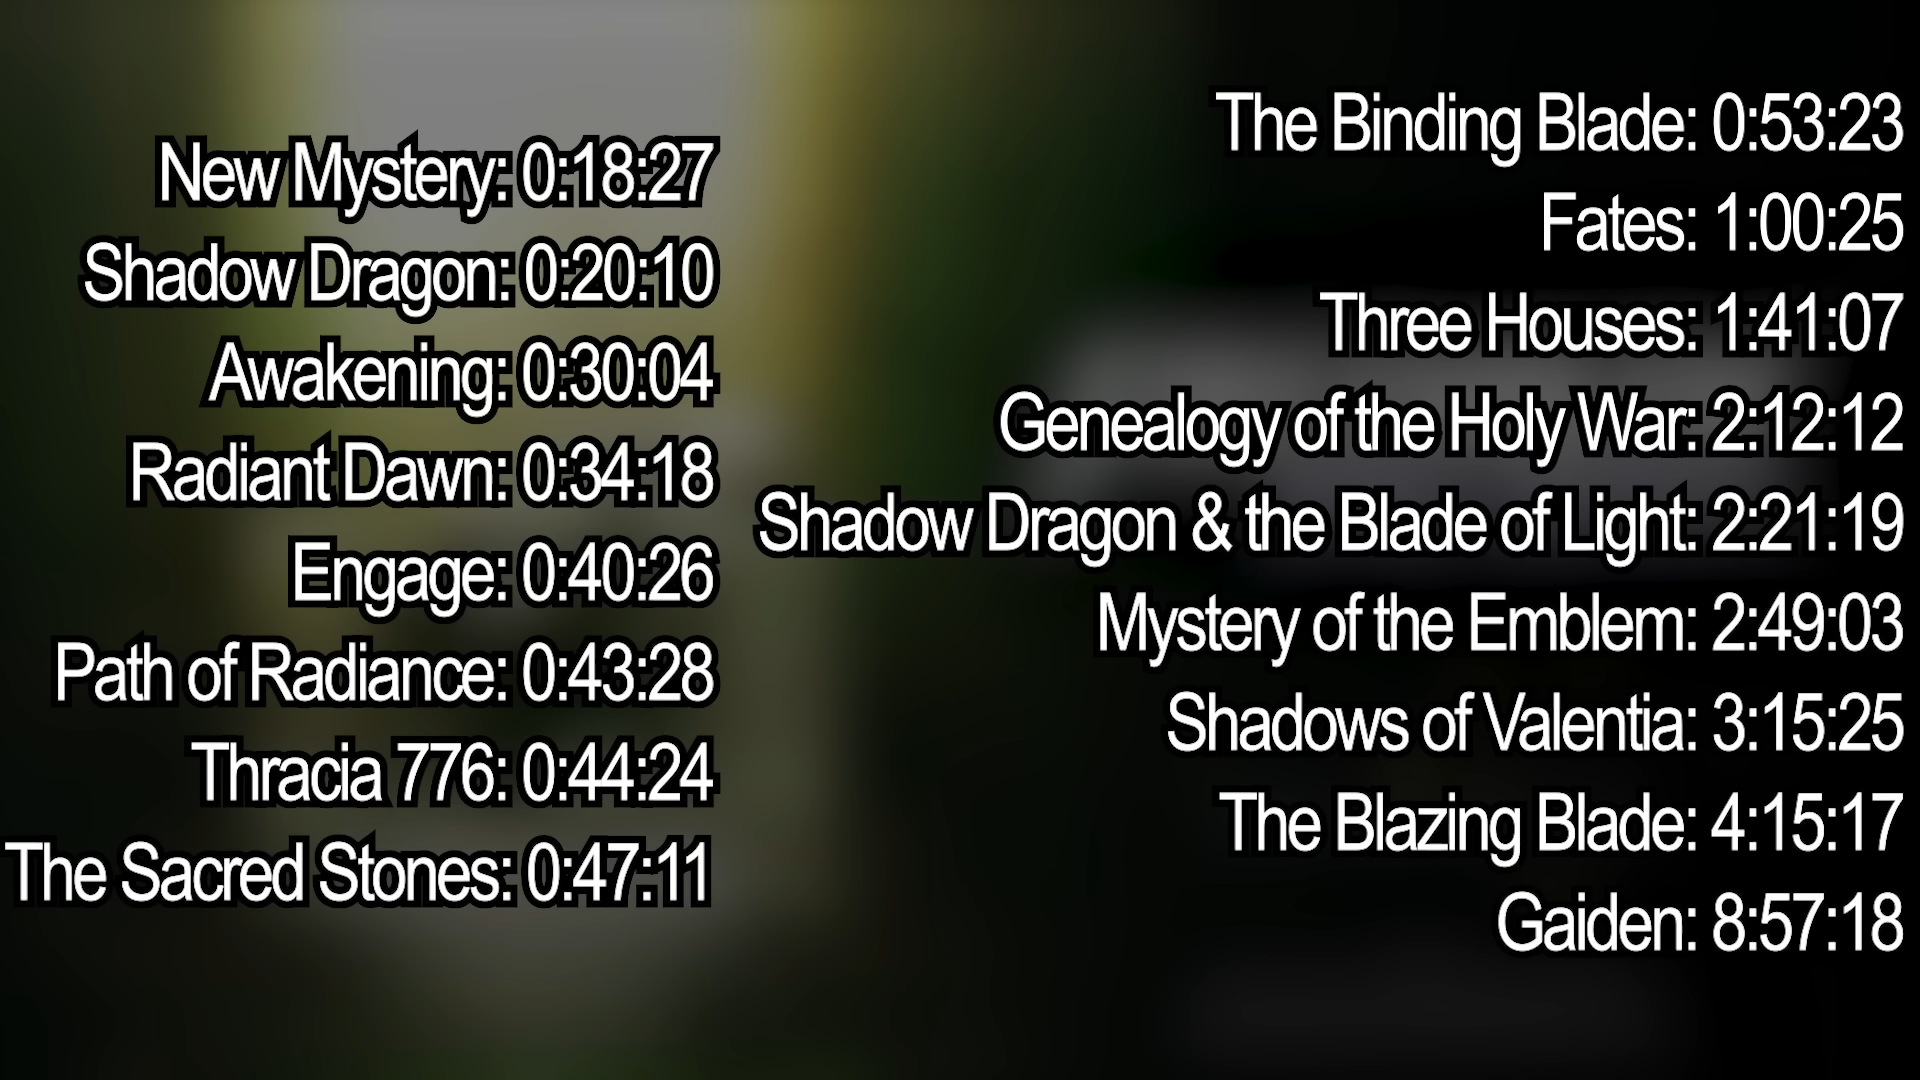 New Mystery: 0:18:27
Shadow Dragon: 0:20:10
Awakening: 0:30:04
Radiant Dawn: 0:34:18
Engage: 0:40:26
Path of Radiance: 0:43:28
Thracia 776: 0:44:24
The Sacred Stones: 0:47:11
The Binding Blade: 0:53:23
Fates: 1:00:25
Three Houses: 1:41:07
Genealogy of the Holy War: 2:12:12
Shadow Dragon & the Blade of Light: 2:21:19
Mystery of the Emblem: 2:49:03
Shadows of Valentia: 3:15:25
The Blazing Blade: 4:15:17
Gaiden: 8:57:18